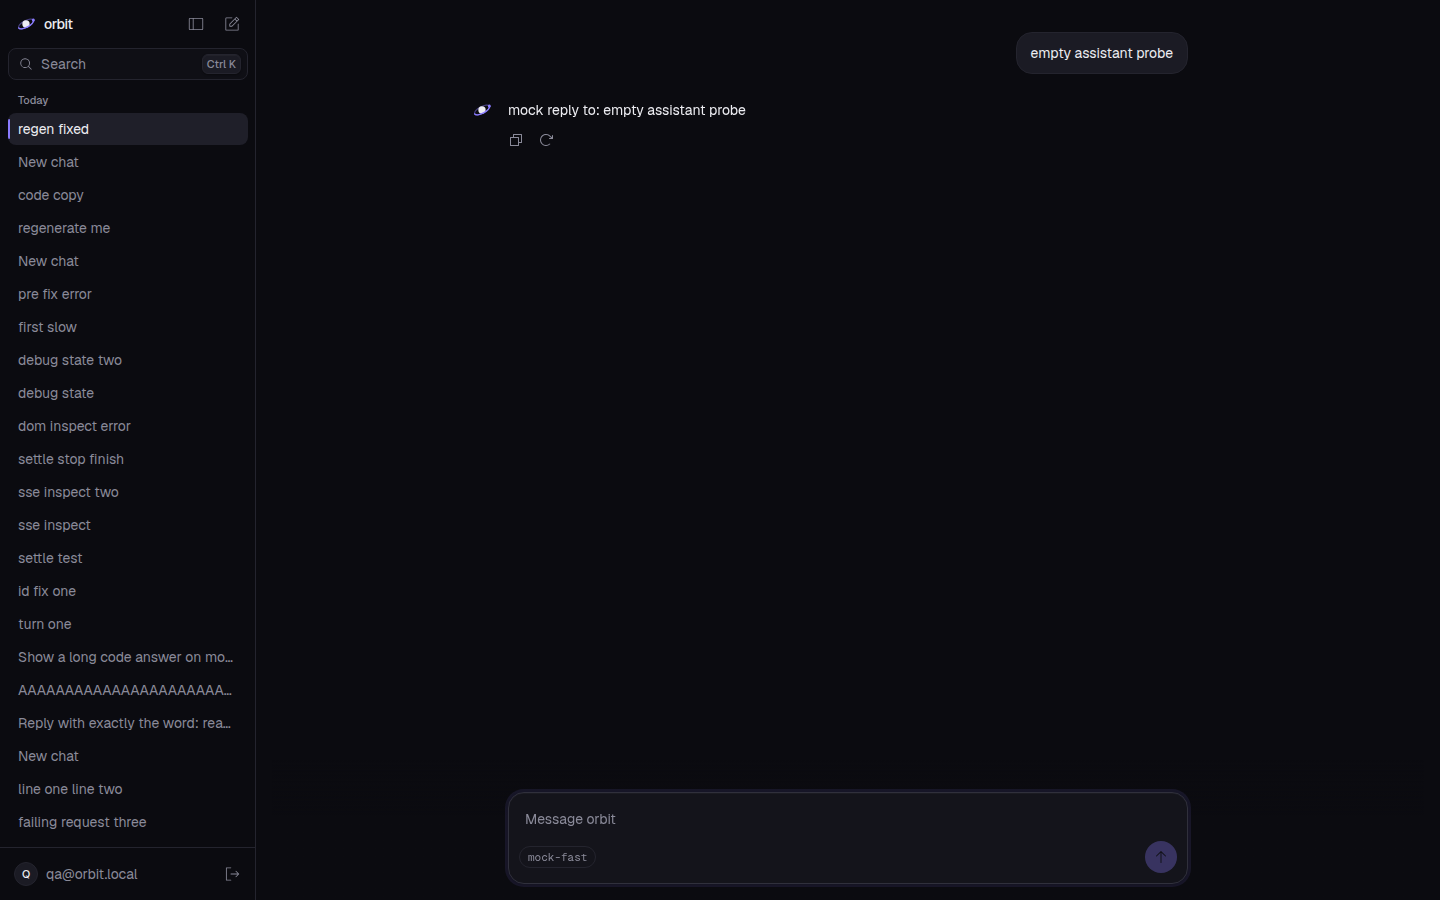 orbit
Search
Ctrl K
Today
regen fixed
New chat
code copy
regenerate me
New chat
pre fix error
first slow
debug state two
debug state
dom inspect error
settle stop finish
sse inspect two
sse inspect
settle test
id fix one
turn one
Show a long code answer on mo…
AAAAAAAAAAAAAAAAAAAAAAA…
Reply with exactly the word: rea…
New chat
line one line two
failing request three
Q
qa@orbit.local
empty assistant probe
mock reply to: empty assistant probe
Message orbit
mock-fast